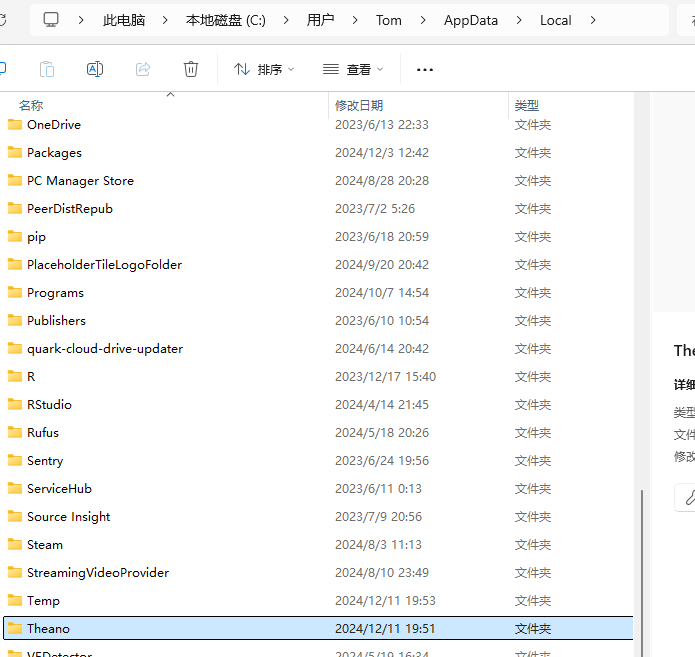 此电脑 本地磁盘 (C:) 用户 Tom AppData Local
排序 查看
名称 修改日期 类型
OneDrive 2023/6/13 22:33 文件夹
Packages 2024/12/3 12:42 文件夹
PC Manager Store 2024/8/28 20:28 文件夹
PeerDistRepub 2023/7/2 5:26 文件夹
pip 2023/6/18 20:59 文件夹
PlaceholderTileLogoFolder 2024/9/20 20:42 文件夹
Programs 2024/10/7 14:54 文件夹
Publishers 2023/6/10 10:54 文件夹
quark-cloud-drive-updater 2024/6/14 20:42 文件夹
The
R 2023/12/17 15:40 文件夹
详细
RStudio 2024/4/14 21:45 文件夹
类型
Rufus 2024/5/18 20:26 文件夹
文件
修改
Sentry 2023/6/24 19:56 文件夹
ServiceHub 2023/6/11 0:13 文件夹
Source Insight 2023/7/9 20:56 文件夹
Steam 2024/8/3 11:13 文件夹
StreamingVideoProvider 2024/8/10 23:49 文件夹
Temp 2024/12/11 19:53 文件夹
Theano 2024/12/11 19:51 文件夹
2024/5/19 16:34 文件夹